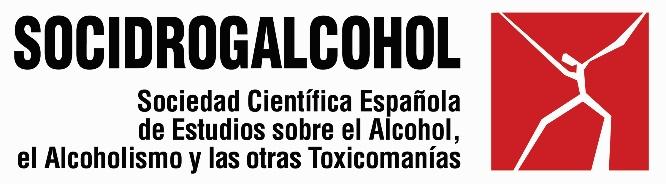 SOCIDROGALCOHOL
Sociedad Científica Española
de Estudios sobre el Alcohol,
el Alcoholismo y las otras Toxicomanías